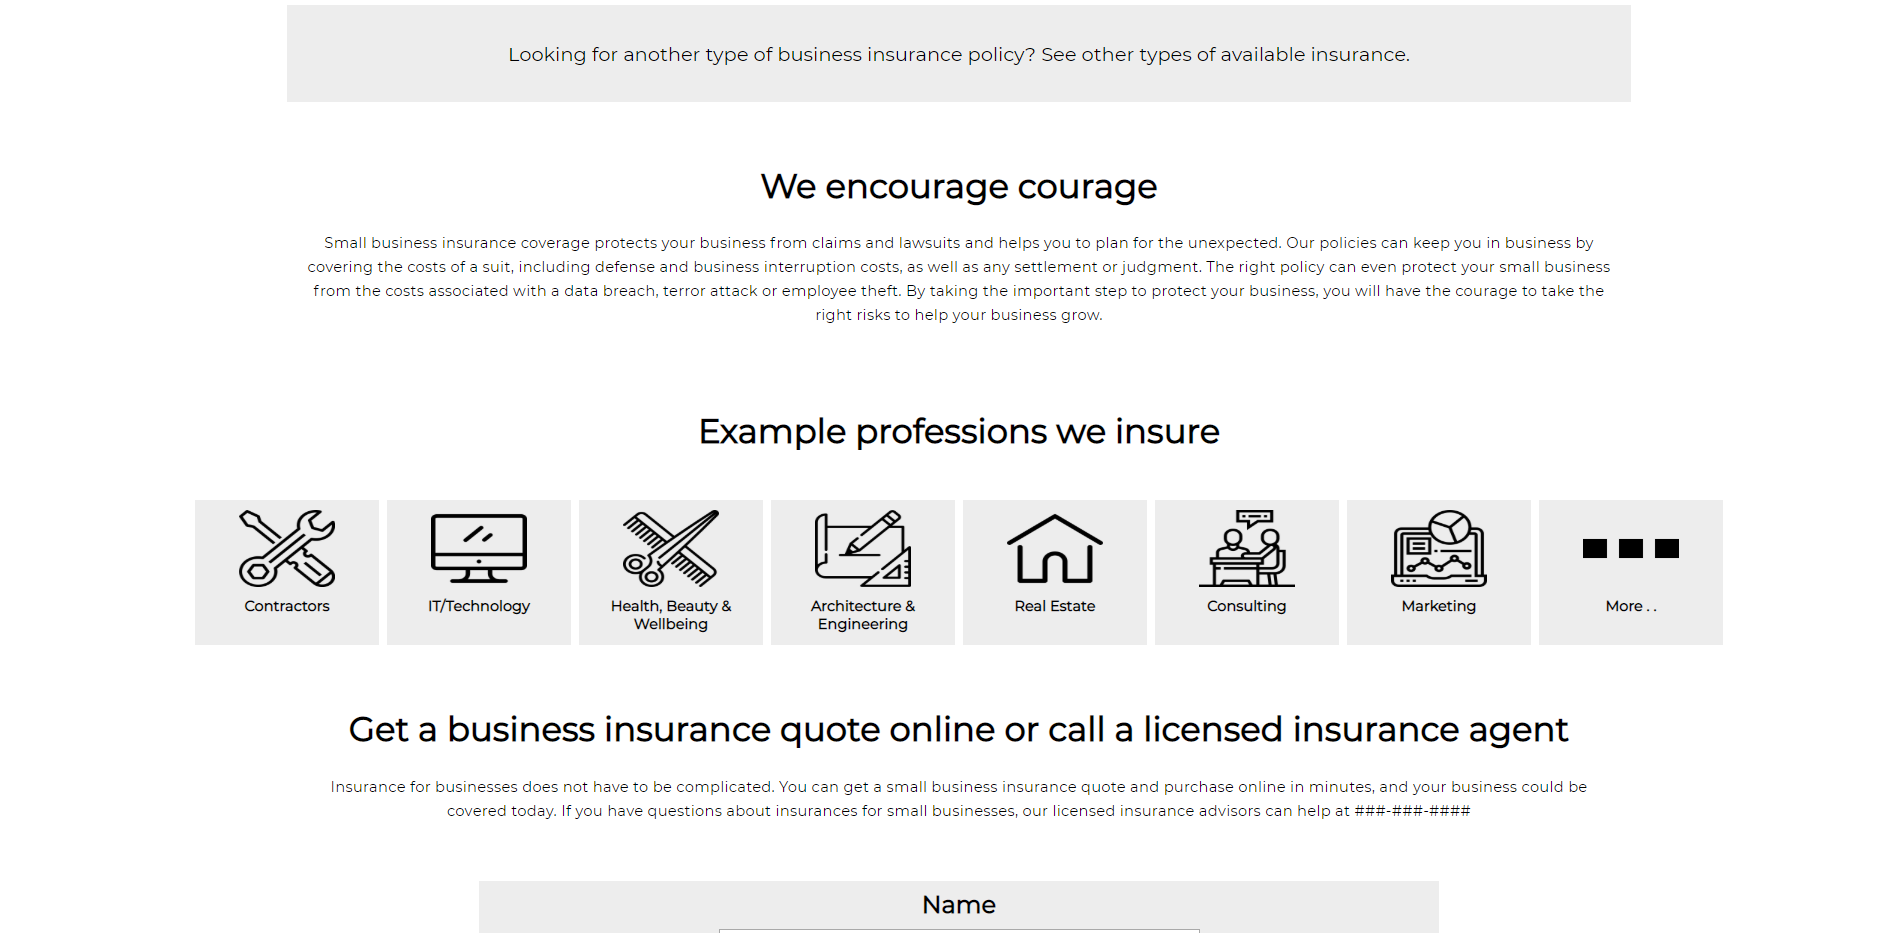 Looking for another type of business insurance policy? See other types of available insurance.
We encourage courage
Small business insurance coverage protects your business from claims and lawsuits and helps you to plan for the unexpected. Our policies can keep you in business by
covering the costs of a suit, including defense and business interruption costs, as well as any settlement or judgment. The right policy can even protect your small business
from the costs associated with a data breach, terror attack or employee theft. By taking the important step to protect your business, you will have the courage to take the
right risks to help your business grow.
Example professions we insure
Contractors
IT/Technology
Health, Beauty &
Wellbeing
Architecture &
Engineering
Real Estate
Consulting
Marketing
More . .
Get a business insurance quote online or call a licensed insurance agent
Insurance for businesses does not have to be complicated. You can get a small business insurance quote and purchase online in minutes, and your business could be
covered today. If you have questions about insurances for small businesses, our licensed insurance advisors can help at ###-###-####
Name